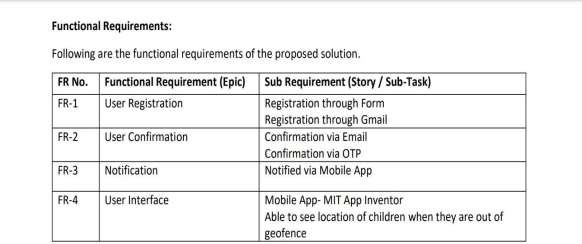 Functional Requirements:
Following are the functional requirements of the proposed solution.
FR No. Functional Requirement (Epic) Sub Requirement (Story / Sub-Task)
FR-1 User Registration Registration through Form
Registration through Gmail
FR-2 User Confirmation Confirmation via Email
Confirmation via OTP
FR-3 Notification Notified via Mobile App
FR-4 User Interface Mobile App- MIT App Inventor
Able to see location of children when they are out of
geofence